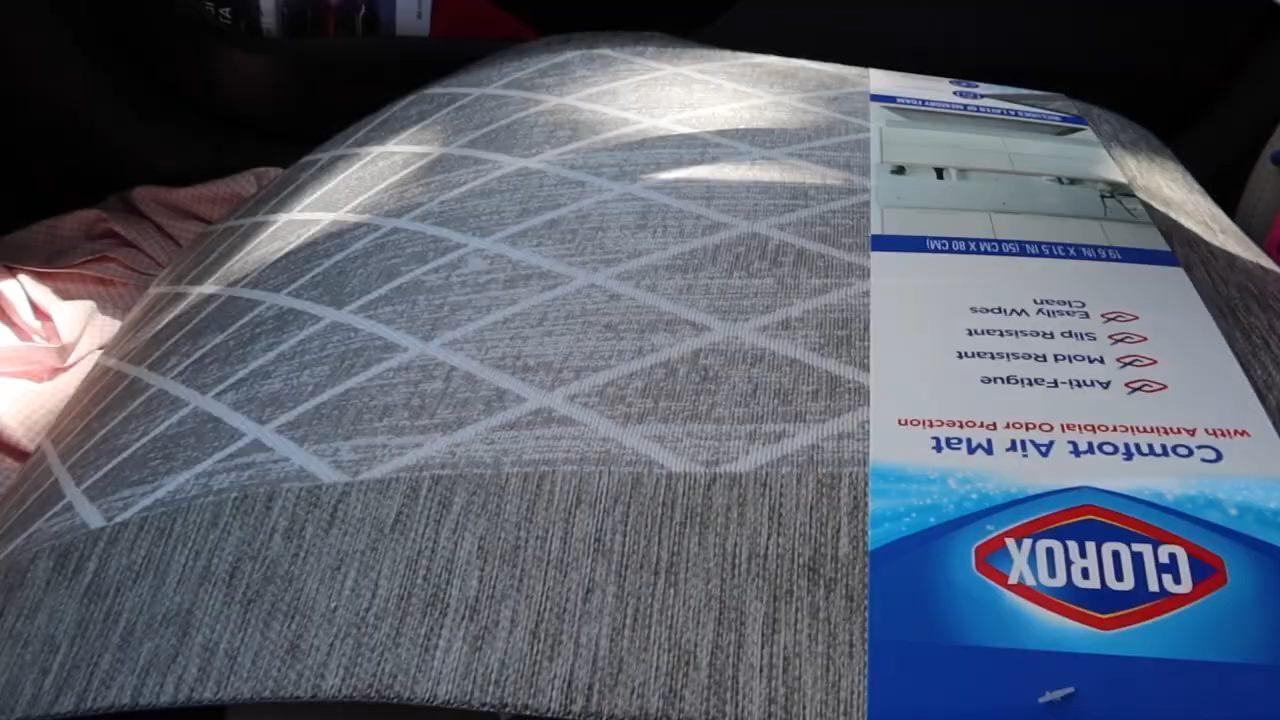 CLOROX
Comfort Air Mat
with Antimicrobial Odor Protection
Anti-Fatigue
Mold Resistant
Slip Resistant
Easily Wipes
Clean
19.6 IN. X 31.5 IN (50 CM X 80 CM)
INCLUDES A LAYER OF MEMORY FOAM